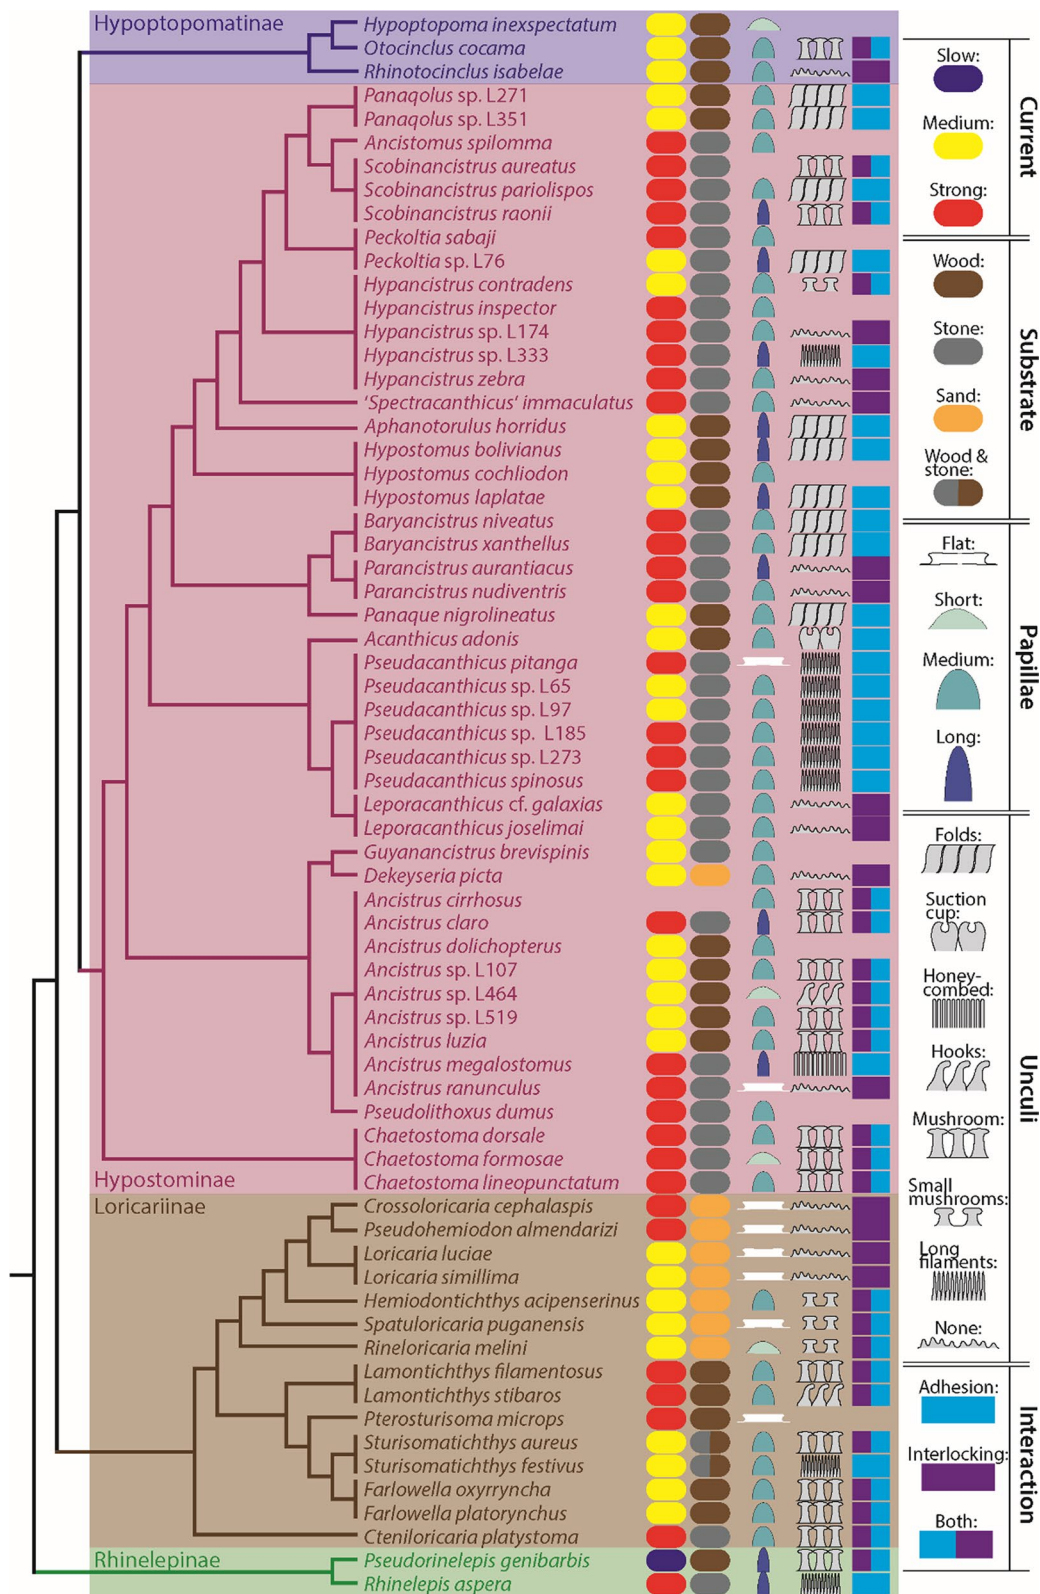 Hypoptopomatinae
Hypoptopoma inexspectatum
Otocinclus cocama
Rhinotocinclus isabelae
Panaqolus sp. L271
Panaqolus sp. L351
Ancistomus spilomma
Scobinancistrus aureatus
Scobinancistrus pariolispos
Scobinancistrus raonii
Peckoltia sabaji
Peckoltia sp. L76
Hypancistrus contradens
Hypancistrus inspector
Hypancistrus sp. L174
Hypancistrus sp. L333
Hypancistrus zebra
'Spectracanthicus' immaculatus
Aphanotorulus horridus
Hypostomus bolivianus
Hypostomus cochliodon
Hypostomus laplatae
Baryancistrus niveatus
Baryancistrus xanthellus
Parancistrus aurantiacus
Parancistrus nudiventris
Panaque nigrolineatus
Acanthicus adonis
Pseudacanthicus pitanga
Pseudacanthicus sp. L65
Pseudacanthicus sp. L97
Pseudacanthicus sp. L185
Pseudacanthicus sp. L273
Pseudacanthicus spinosus
Leporacanthicus cf. galaxias
Leporacanthicus joselimai
Guyanancistrus brevispinis
Dekeyseria picta
Ancistrus cirrhosus
Ancistrus claro
Ancistrus dolichopterus
Ancistrus sp. L107
Ancistrus sp. L464
Ancistrus sp. L519
Ancistrus luzia
Ancistrus megalostomus
Ancistrus ranunculus
Pseudolithoxus dumus
Chaetostoma dorsale
Chaetostoma formosae
Chaetostoma lineopunctatum
Hypostominae
Loricariinae
Crossoloricaria cephalaspis
Pseudohemiodon almendarizi
Loricaria luciae
Loricaria simillima
Hemiodontichthys acipenserinus
Spatuloricaria puganensis
Rineloricaria melini
Lamontichthys filamentosus
Lamontichthys stibaros
Pterosturisoma microps
Sturisomatichthys aureus
Sturisomatichthys festivus
Farlowella oxyrryncha
Farlowella platorynchus
Cteniloricaria platystoma
Rhinelepinae
Pseudorinelepis genibarbis
Rhinelepis aspera
Slow:
Medium:
Strong:
Current
Wood:
Stone:
Sand:
Wood &
stone:
Substrate
Flat:
Short:
Medium:
Long:
Papillae
Folds:
Suction
cup:
Honey-
combed:
Hooks:
Mushroom:
Small
mushrooms:
Long
filaments:
None:
Unculi
Adhesion:
Interlocking:
Both:
Interaction